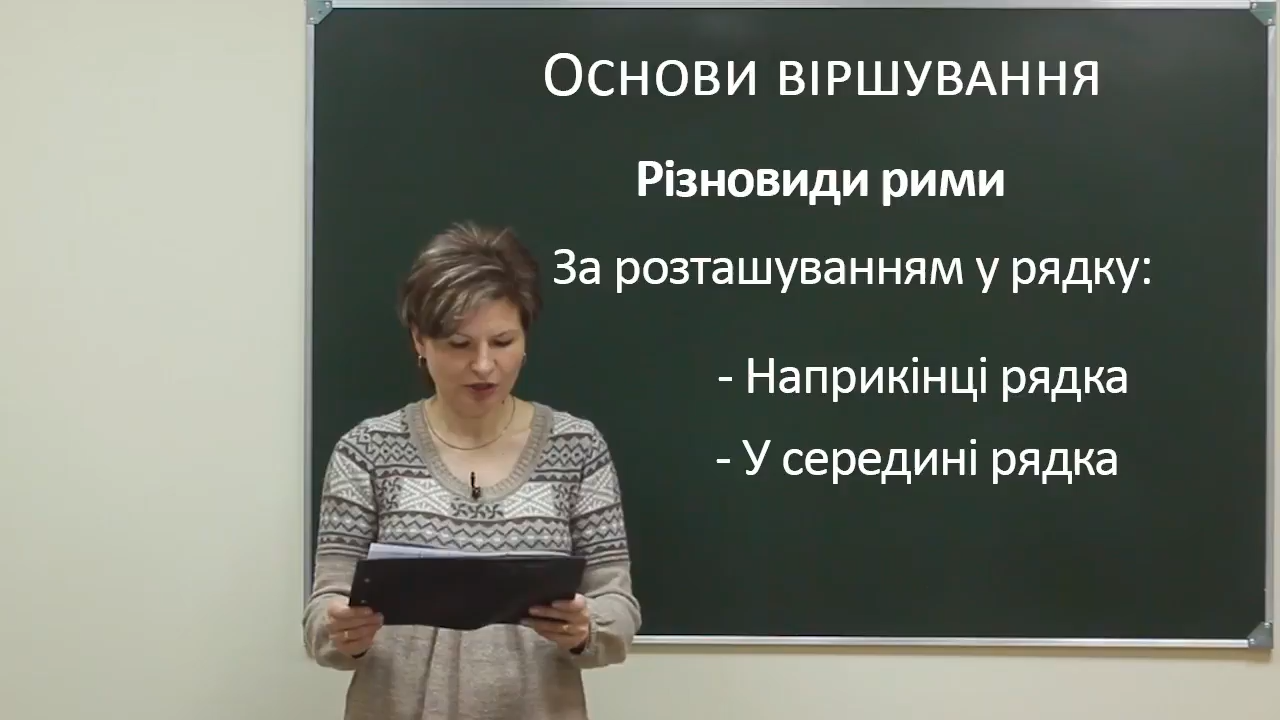 Основи віршування
Різновиди рими
За розташуванням у рядку:
- Наприкінці рядка
- У середині рядка